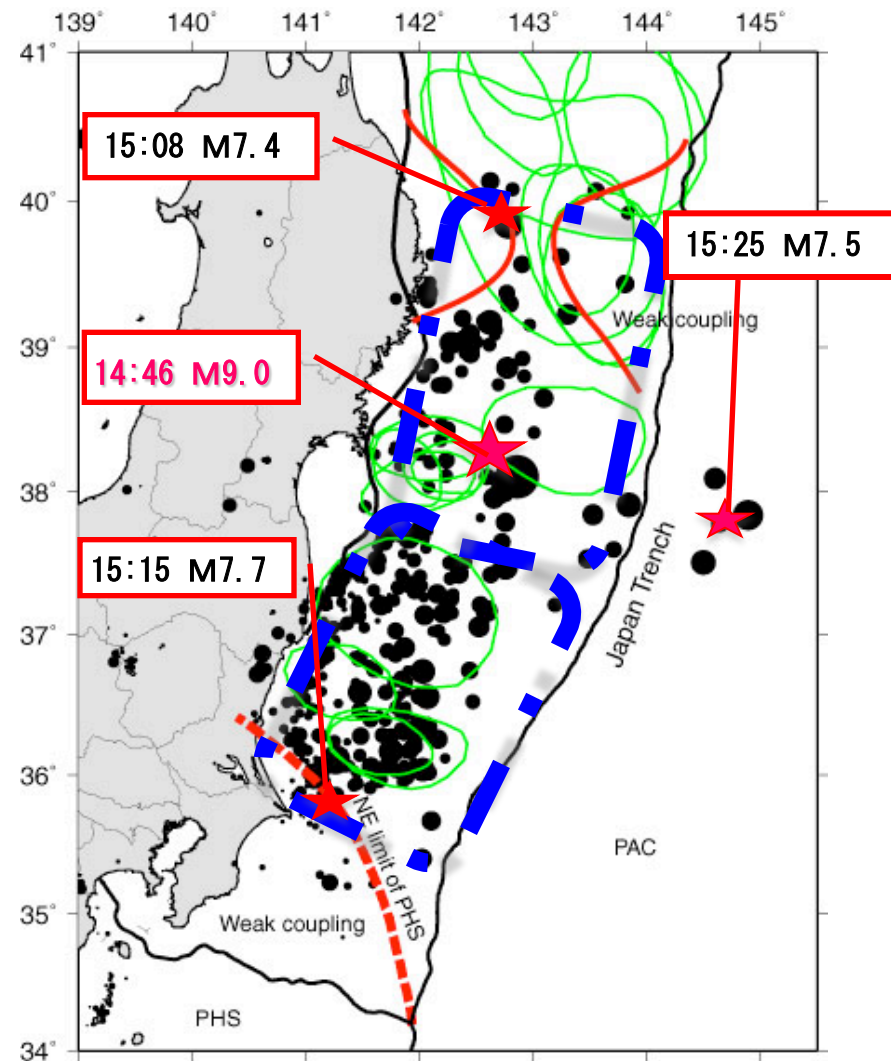 139° 140° 141° 142° 143° 144° 145°
41°
15:08 M7.4
40°
15:25 M7.5
Weak coupling
39°
14:46 M9.0
38°
15:15 M7.7
Japan Trench
37°
36°
NE limit of PHS
PAC
35°
Weak coupling
PHS
34°